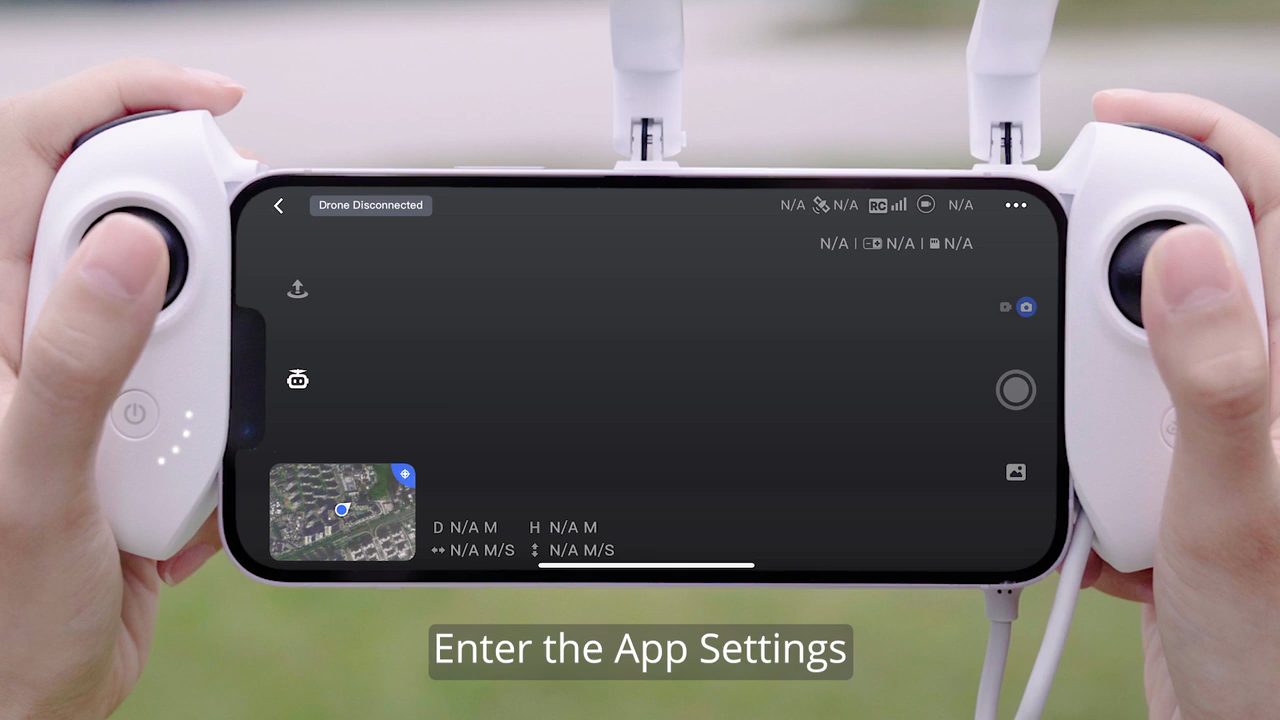 Drone Disconnected
N/A N/A RC N/A
N/A | N/A | N/A
D N/A M H N/A M
N/A M/S N/A M/S
Enter the App Settings